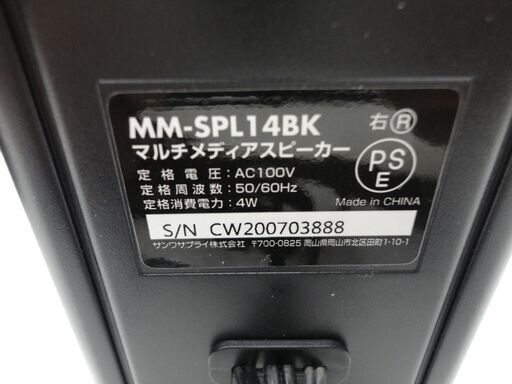 MM-SPL14BK 右 R
マルチメディアスピーカー
定格電圧：AC100V
定格周波数：50/60Hz
定格消費電力：4W
PS
E
Made in CHINA
S/N CW200703888
サンワサプライ株式会社 〒700-0825 岡山県岡山市北区田町1-10-1